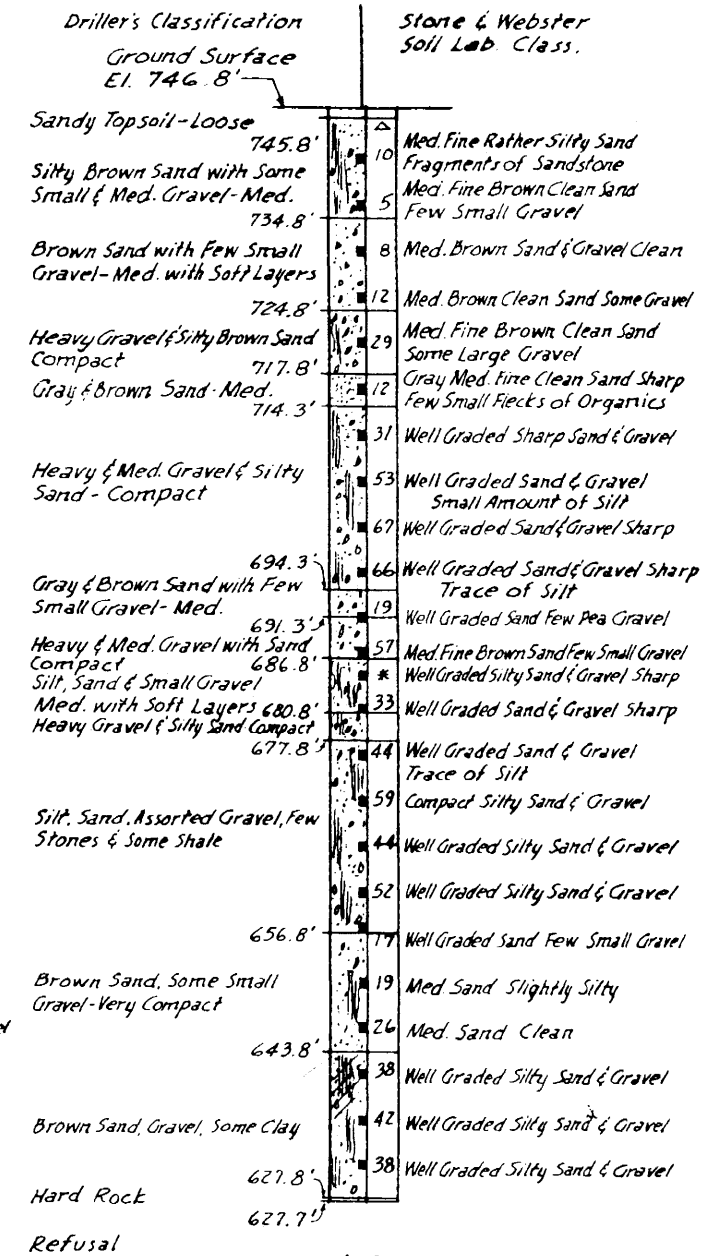 Driller's Classification
Stone & Webster
Soil Lab. Class.
Ground Surface
El. 746.8'
Sandy Topsoil-Loose
745.8'
Δ
10 Med. Fine Rather Silty Sand
Fragments of Sandstone
Silty Brown Sand with Some
Small & Med. Gravel-Med.
5 Med. Fine Brown Clean Sand
Few Small Gravel
734.8'
Brown Sand with Few Small
Gravel-Med. with Soft Layers
8 Med. Brown Sand & Gravel Clean
12 Med. Brown Clean Sand Some Gravel
724.8'
Heavy Gravel & Silty Brown Sand
Compact
29 Med. Fine Brown Clean Sand
Some Large Gravel
717.8'
Gray & Brown Sand-Med.
12 Gray Med. Fine Clean Sand Sharp
Few Small Flecks of Organics
714.3'
31 Well Graded Sharp Sand & Gravel
Heavy & Med. Gravel & Silty
Sand - Compact
53 Well Graded Sand & Gravel
Small Amount of Silt
67 Well Graded Sand & Gravel Sharp
694.3'
66 Well Graded Sand & Gravel Sharp
Trace of Silt
Gray & Brown Sand with Few
Small Gravel-Med.
19 Well Graded Sand Few Pea Gravel
691.3'
Heavy & Med. Gravel with Sand
Compact
57 Med. Fine Brown Sand Few Small Gravel
686.8'
* Well Graded Silty Sand & Gravel Sharp
Silt, Sand & Small Gravel
Med. with Soft Layers 680.8'
33 Well Graded Sand & Gravel Sharp
Heavy Gravel & Silty Sand Compact
677.8'
44 Well Graded Sand & Gravel
Trace of Silt
59 Compact Silty Sand & Gravel
Silt, Sand, Assorted Gravel, Few
Stones & Some Shale
44 Well Graded Silty Sand & Gravel
52 Well Graded Silty Sand & Gravel
656.8'
17 Well Graded Sand Few Small Gravel
Brown Sand, Some Small
Gravel-Very Compact
19 Med. Sand Slightly Silty
26 Med. Sand Clean
643.8'
38 Well Graded Silty Sand & Gravel
Brown Sand, Gravel, Some Clay
42 Well Graded Silty Sand & Gravel
38 Well Graded Silty Sand & Gravel
627.8'
Hard Rock
627.7'
Refusal